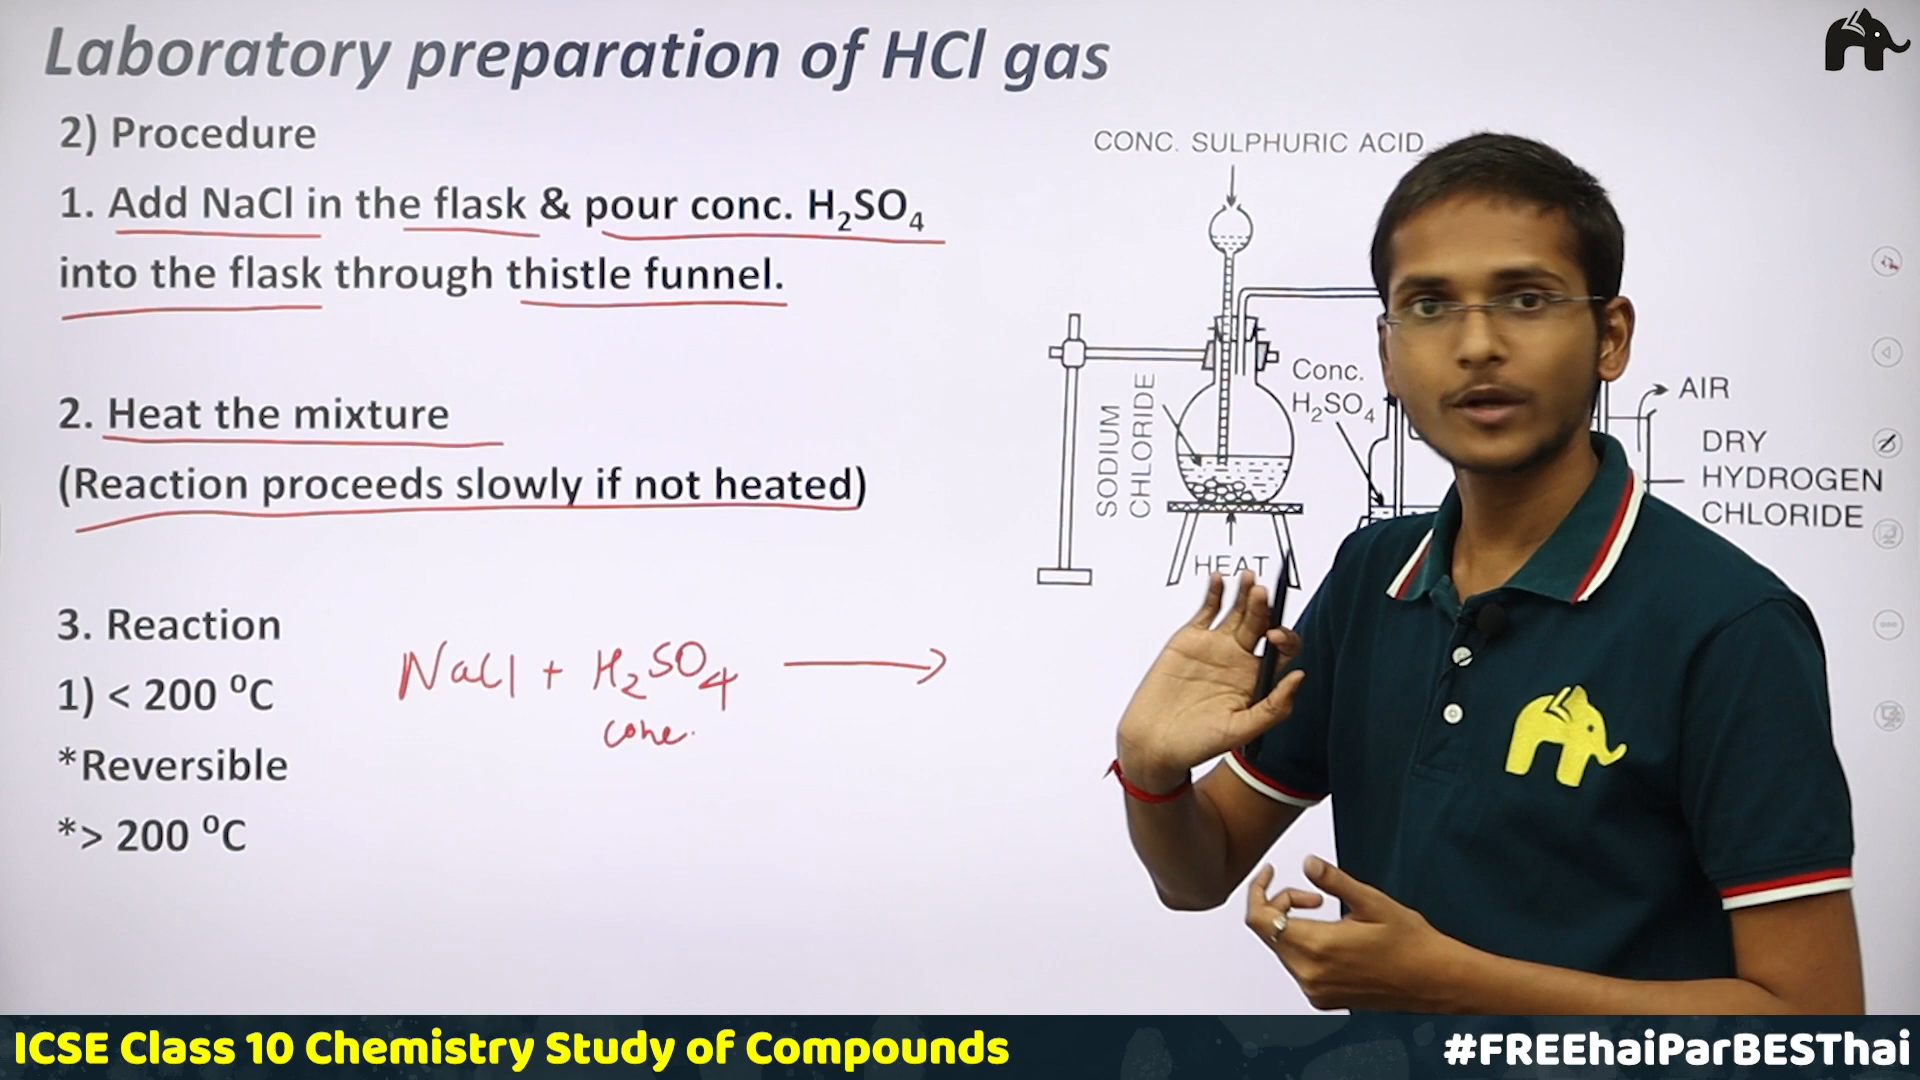 Laboratory preparation of HCl gas
2) Procedure
1. Add NaCl in the flask & pour conc. H₂SO₄
into the flask through thistle funnel.
2. Heat the mixture
(Reaction proceeds slowly if not heated)
3. Reaction
1) < 200 ⁰C
*Reversible
*> 200 ⁰C
NaCl + H₂SO₄ ⟶
conc.
CONC. SULPHURIC ACID
SODIUM
CHLORIDE
Conc.
H₂SO₄
HEAT
AIR
DRY
HYDROGEN
CHLORIDE
ICSE Class 10 Chemistry Study of Compounds
#FREEhaiParBESThai